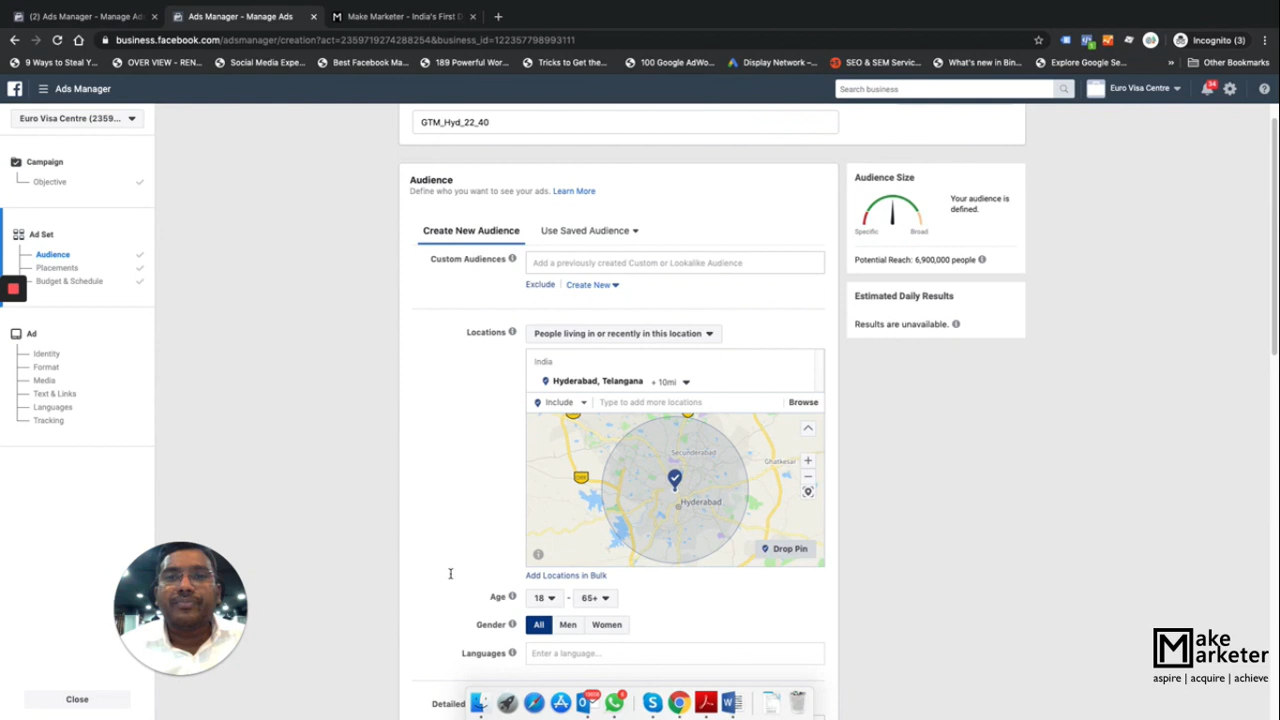 (2) Ads Manager - Manage Ads
Ads Manager - Manage Ads
Make Marketer - India's First D
business.facebook.com/adsmanager/creation?act=2359719274288254&business_id=122357798993111
Incognito (3)
9 Ways to Steal Y...
OVER VIEW - REN...
Social Media Expe...
Best Facebook Ma...
189 Powerful Wor...
Tricks to Get the...
100 Google AdWo...
Display Network -...
SEO & SEM Servic...
What's new in Bin...
Explore Google Se...
»
Other Bookmarks
Ads Manager
Search business
Euro Visa Centre
34
Euro Visa Centre (2359...
Campaign
Objective
Ad Set
Audience
Placements
Budget & Schedule
Ad
Identity
Format
Media
Text & Links
Languages
Tracking
Close
GTM_Hyd_22_40
Audience
Define who you want to see your ads. Learn More
Create New Audience
Use Saved Audience
Custom Audiences
Add a previously created Custom or Lookalike Audience
Exclude
Create New
Locations
People living in or recently in this location
India
Hyderabad, Telangana + 10mi
Include
Type to add more locations
Browse
Secunderabad
Ghatkesar
Hyderabad
Drop Pin
Add Locations in Bulk
Age
18 - 65+
Gender
All
Men
Women
Languages
Enter a language...
Detailed
Audience Size
Your audience is
defined.
Specific
Broad
Potential Reach: 6,900,000 people
Estimated Daily Results
Results are unavailable.
Make
Marketer
aspire | acquire | achieve